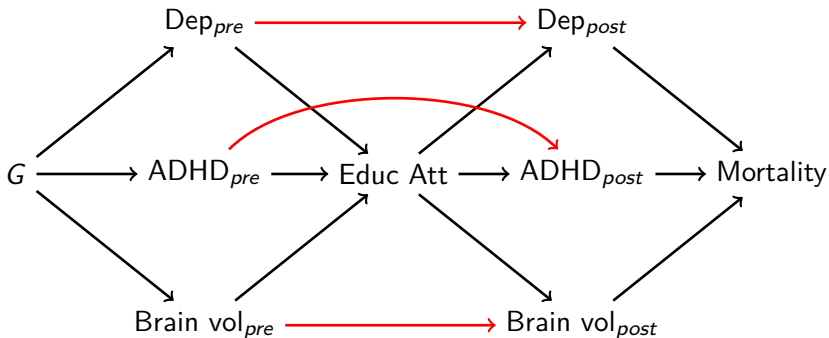 Dep_pre Dep_post
G ADHD_pre Educ Att ADHD_post Mortality
Brain vol_pre Brain vol_post